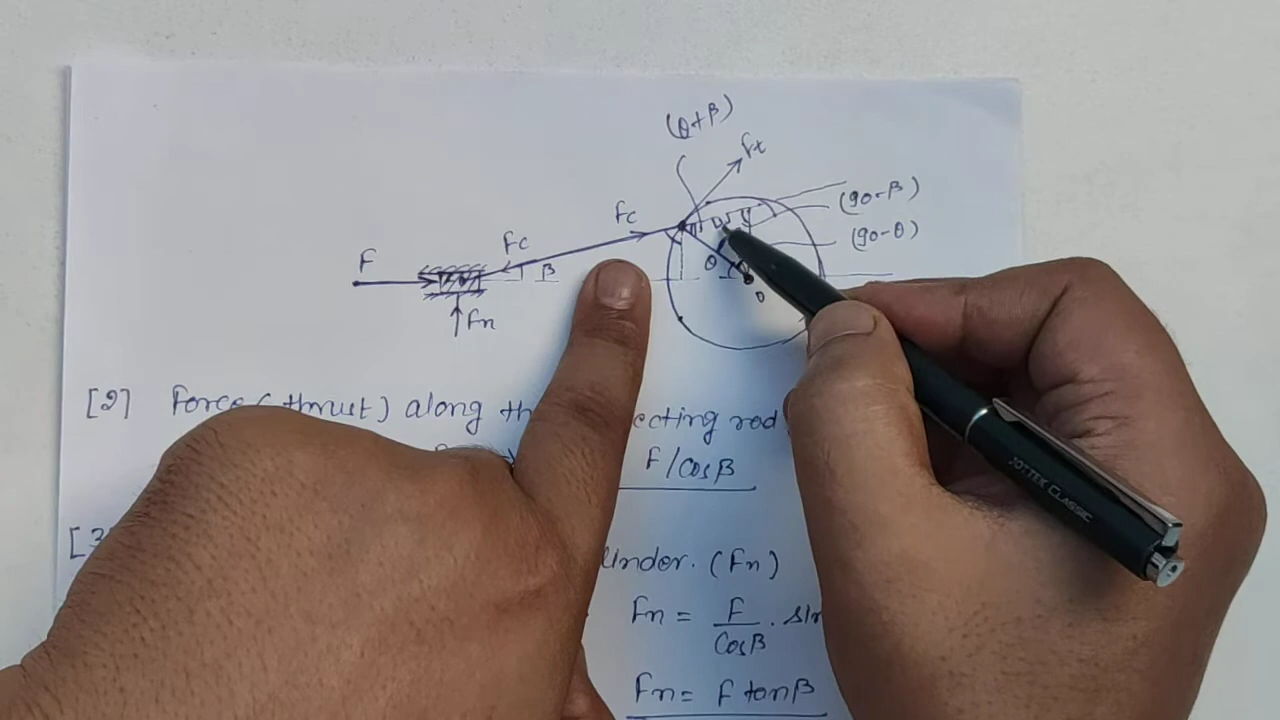 (θ+β)
ft
(90-β)
(90-θ)
fc
fc
F
β
θ
O
Fn
[2] force (thrust) along th ecting rod
F/cosβ
[3
linder. (Fn)
Fn = F/cosβ . sin
Fn = F tanβ
JOTTEK CLASSIC